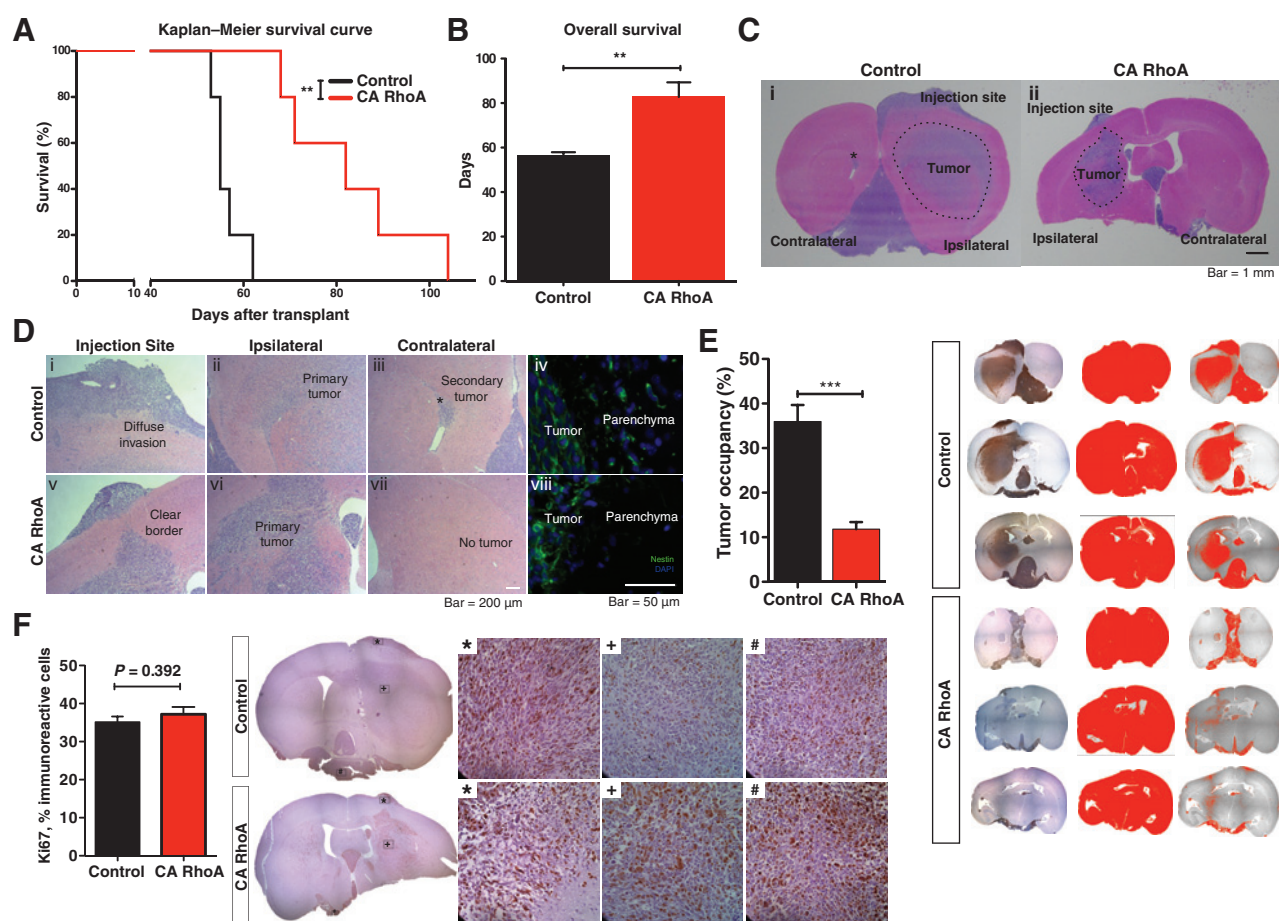 A
Kaplan–Meier survival curve
100
80
60
40
20
0
Survival (%)
**
Control
CA RhoA
0
10
40
60
80
100
Days after transplant
B
Overall survival
**
100
80
60
40
20
0
Days
Control
CA RhoA
C
Control
CA RhoA
i
Injection site
*
Tumor
Contralateral
Ipsilateral
ii
Injection site
Tumor
Ipsilateral
Contralateral
Bar = 1 mm
D
Injection Site
Ipsilateral
Contralateral
Control
i
Diffuse
invasion
ii
Primary
tumor
iii
Secondary
tumor
*
iv
Tumor
Parenchyma
CA RhoA
v
Clear
border
vi
Primary
tumor
vii
No tumor
viii
Tumor
Parenchyma
Nestin
DAPI
Bar = 200 µm
Bar = 50 µm
E
50
40
30
20
10
0
Tumor occupancy (%)
***
Control
CA RhoA
Control
CA RhoA
F
50
40
30
20
10
0
Ki67, % immunoreactive cells
P = 0.392
Control
CA RhoA
Control
*
+
#
*
+
#
CA RhoA
*
+
*
+
#